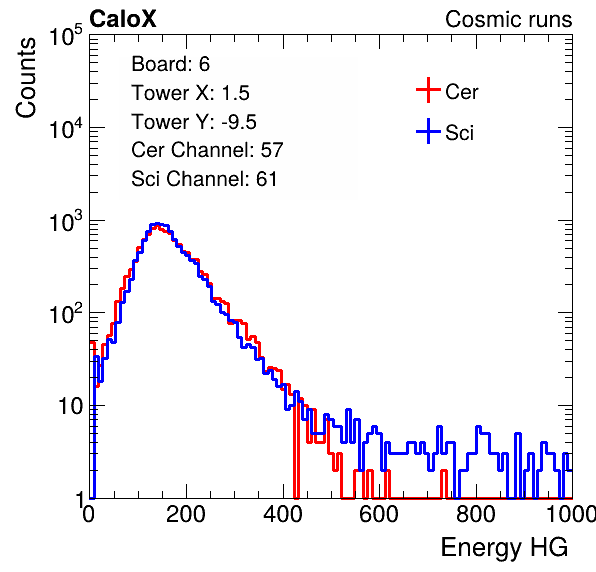 CaloX Cosmic runs
Counts
Board: 6
Tower X: 1.5
Tower Y: -9.5
Cer Channel: 57
Sci Channel: 61
Cer
Sci
10^5
10^4
10^3
10^2
10
1
0 200 400 600 800 1000
Energy HG